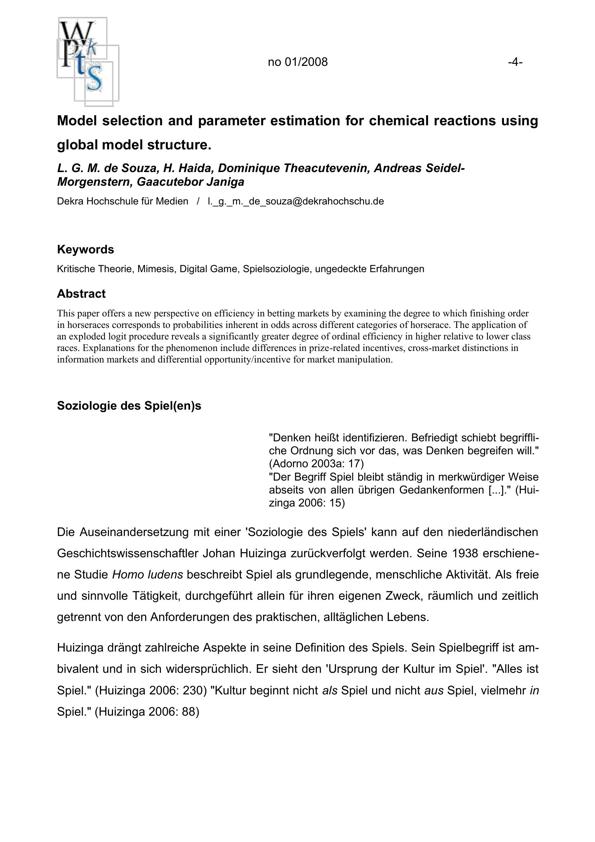 W
Pkts
no 01/2008 -4-
Model selection and parameter estimation for chemical reactions using
global model structure.
L. G. M. de Souza, H. Haida, Dominique Theacutevenin, Andreas Seidel-
Morgenstern, Gaacutebor Janiga
Dekra Hochschule für Medien / l._g._m._de_souza@dekrahochschu.de
Keywords
Kritische Theorie, Mimesis, Digital Game, Spielsoziologie, ungedeckte Erfahrungen
Abstract
This paper offers a new perspective on efficiency in betting markets by examining the degree to which finishing order
in horseraces corresponds to probabilities inherent in odds across different categories of horserace. The application of
an exploded logit procedure reveals a significantly greater degree of ordinal efficiency in higher relative to lower class
races. Explanations for the phenomenon include differences in prize-related incentives, cross-market distinctions in
information markets and differential opportunity/incentive for market manipulation.
Soziologie des Spiel(en)s
"Denken heißt identifizieren. Befriedigt schiebt begriffli-
che Ordnung sich vor das, was Denken begreifen will."
(Adorno 2003a: 17)
"Der Begriff Spiel bleibt ständig in merkwürdiger Weise
abseits von allen übrigen Gedankenformen [...]." (Hui-
zinga 2006: 15)
Die Auseinandersetzung mit einer 'Soziologie des Spiels' kann auf den niederländischen
Geschichtswissenschaftler Johan Huizinga zurückverfolgt werden. Seine 1938 erschiene-
ne Studie Homo ludens beschreibt Spiel als grundlegende, menschliche Aktivität. Als freie
und sinnvolle Tätigkeit, durchgeführt allein für ihren eigenen Zweck, räumlich und zeitlich
getrennt von den Anforderungen des praktischen, alltäglichen Lebens.
Huizinga drängt zahlreiche Aspekte in seine Definition des Spiels. Sein Spielbegriff ist am-
bivalent und in sich widersprüchlich. Er sieht den 'Ursprung der Kultur im Spiel'. "Alles ist
Spiel." (Huizinga 2006: 230) "Kultur beginnt nicht als Spiel und nicht aus Spiel, vielmehr in
Spiel." (Huizinga 2006: 88)